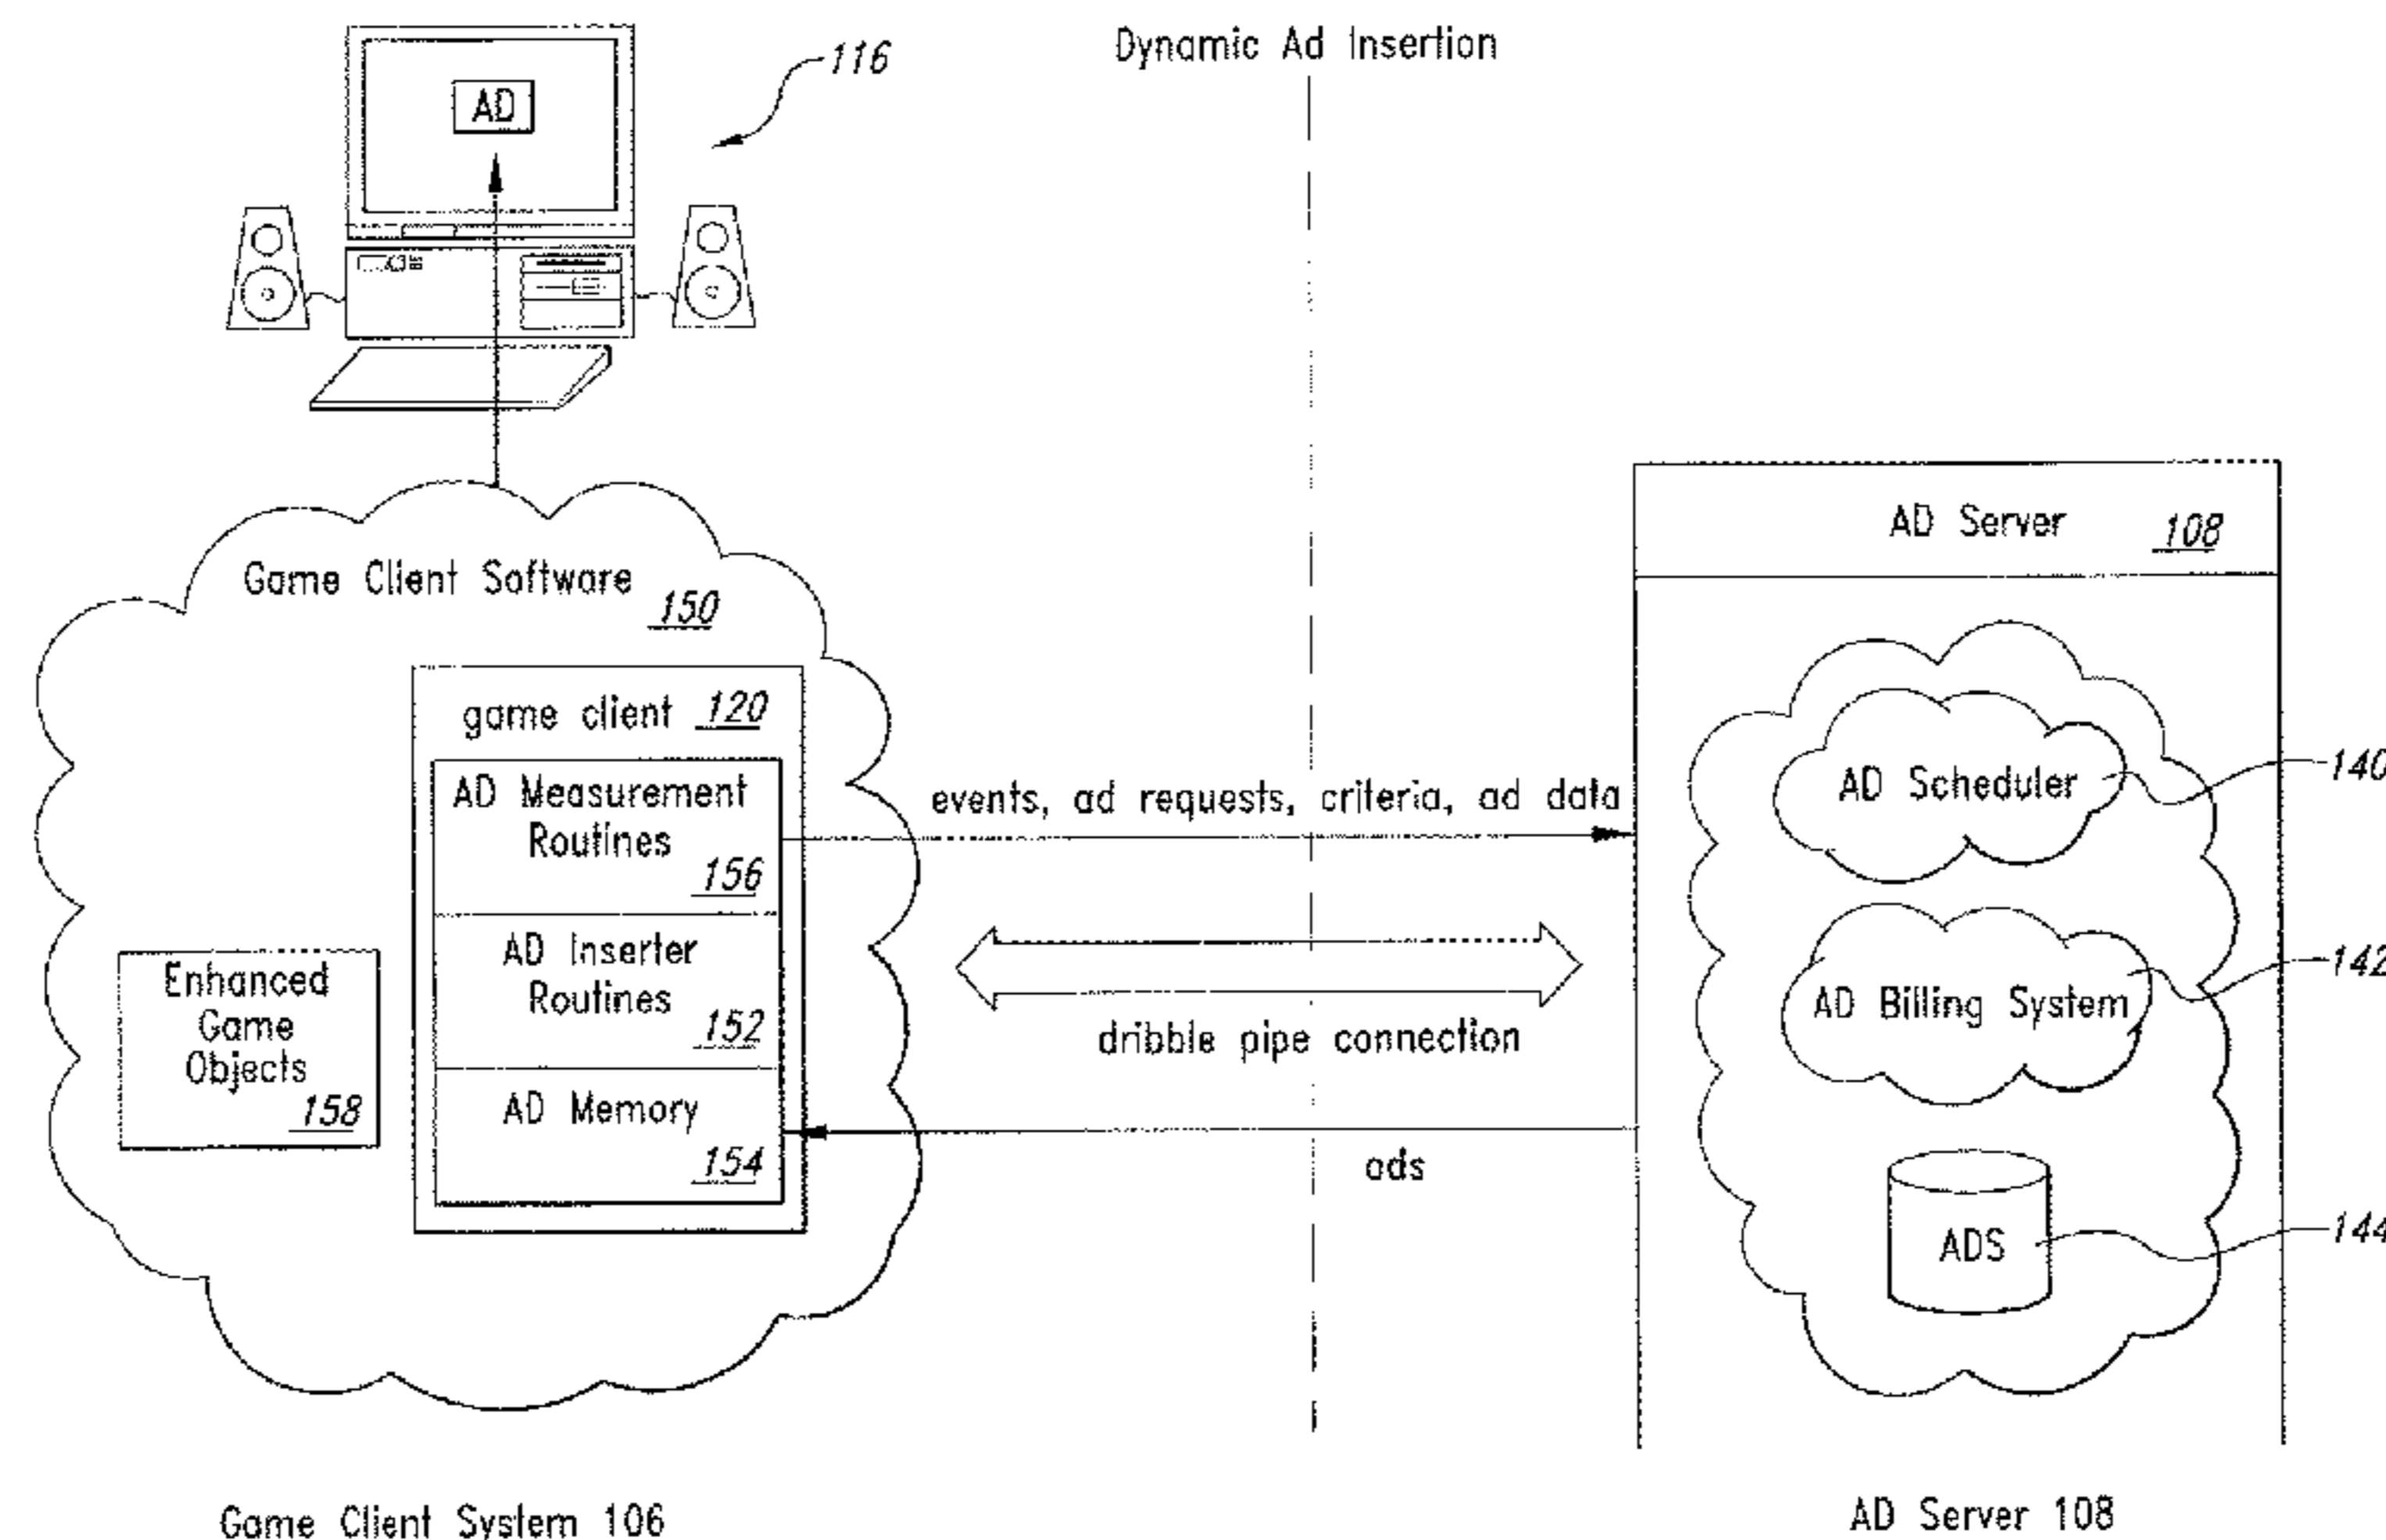 Dynamic Ad Insertion
116
AD
Game Client Software
150
game client 120
AD Measurement
Routines
156
AD Inserter
Routines
152
AD Memory
154
Enhanced
Game
Objects
158
events, ad requests, criteria, ad data
dribble pipe connection
ads
AD Server
108
AD Scheduler
140
AD Billing System
142
ADS
144
Game Client System 106
AD Server 108